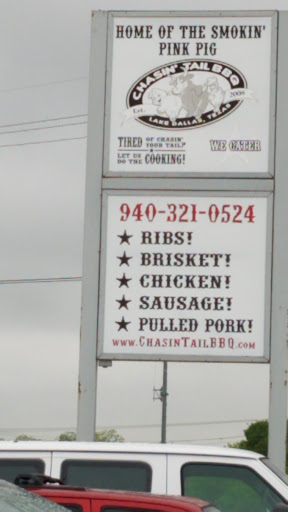 HOME OF THE SMOKIN'
PINK PIG
CHASIN' TAIL BBQ
Est. 2008
LAKE DALLAS, TEXAS
TIRED OF CHASIN' YOUR TAIL?
LET US DO THE COOKING!
WE CATER
940-321-0524
★ RIBS!
★ BRISKET!
★ CHICKEN!
★ SAUSAGE!
★ PULLED PORK!
WWW.CHASINTAILBBQ.COM